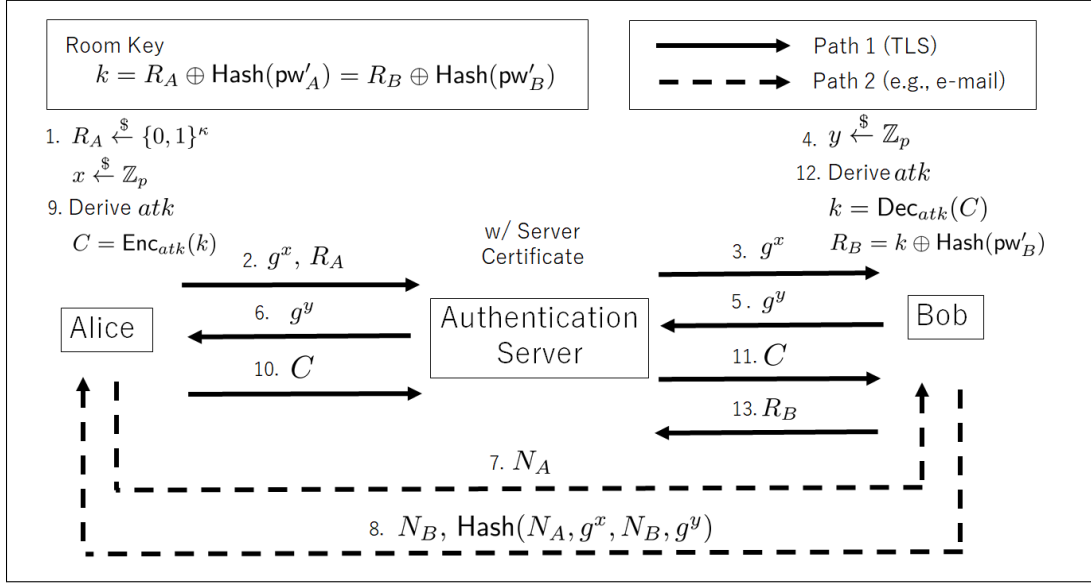 Room Key
k = R_A ⊕ Hash(pw′_A) = R_B ⊕ Hash(pw′_B)
Path 1 (TLS)
Path 2 (e.g., e-mail)
1. R_A ←$ {0, 1}^κ
x ←$ ℤ_p
9. Derive atk
C = Enc_atk(k)
4. y ←$ ℤ_p
12. Derive atk
k = Dec_atk(C)
R_B = k ⊕ Hash(pw′_B)
w/ Server
Certificate
2. g^x, R_A
3. g^x
6. g^y
5. g^y
Alice
Authentication
Server
Bob
10. C
11. C
13. R_B
7. N_A
8. N_B, Hash(N_A, g^x, N_B, g^y)